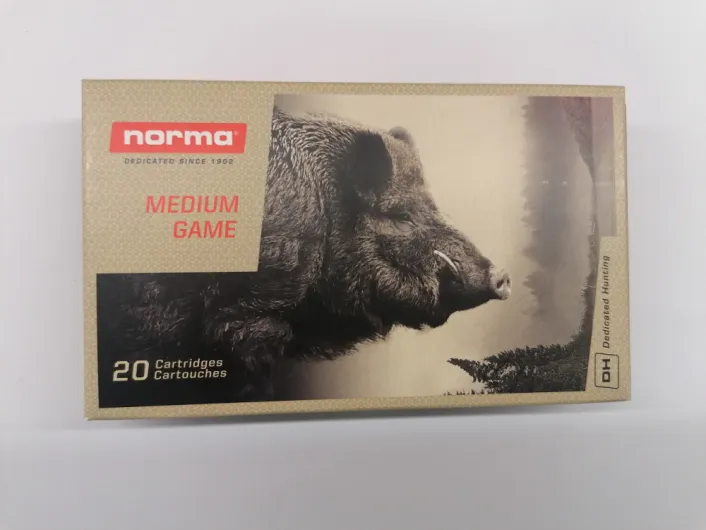 norma
DEDICATED SINCE 1902
MEDIUM
GAME
20 Cartridges
Cartouches
DH Dedicated Hunting